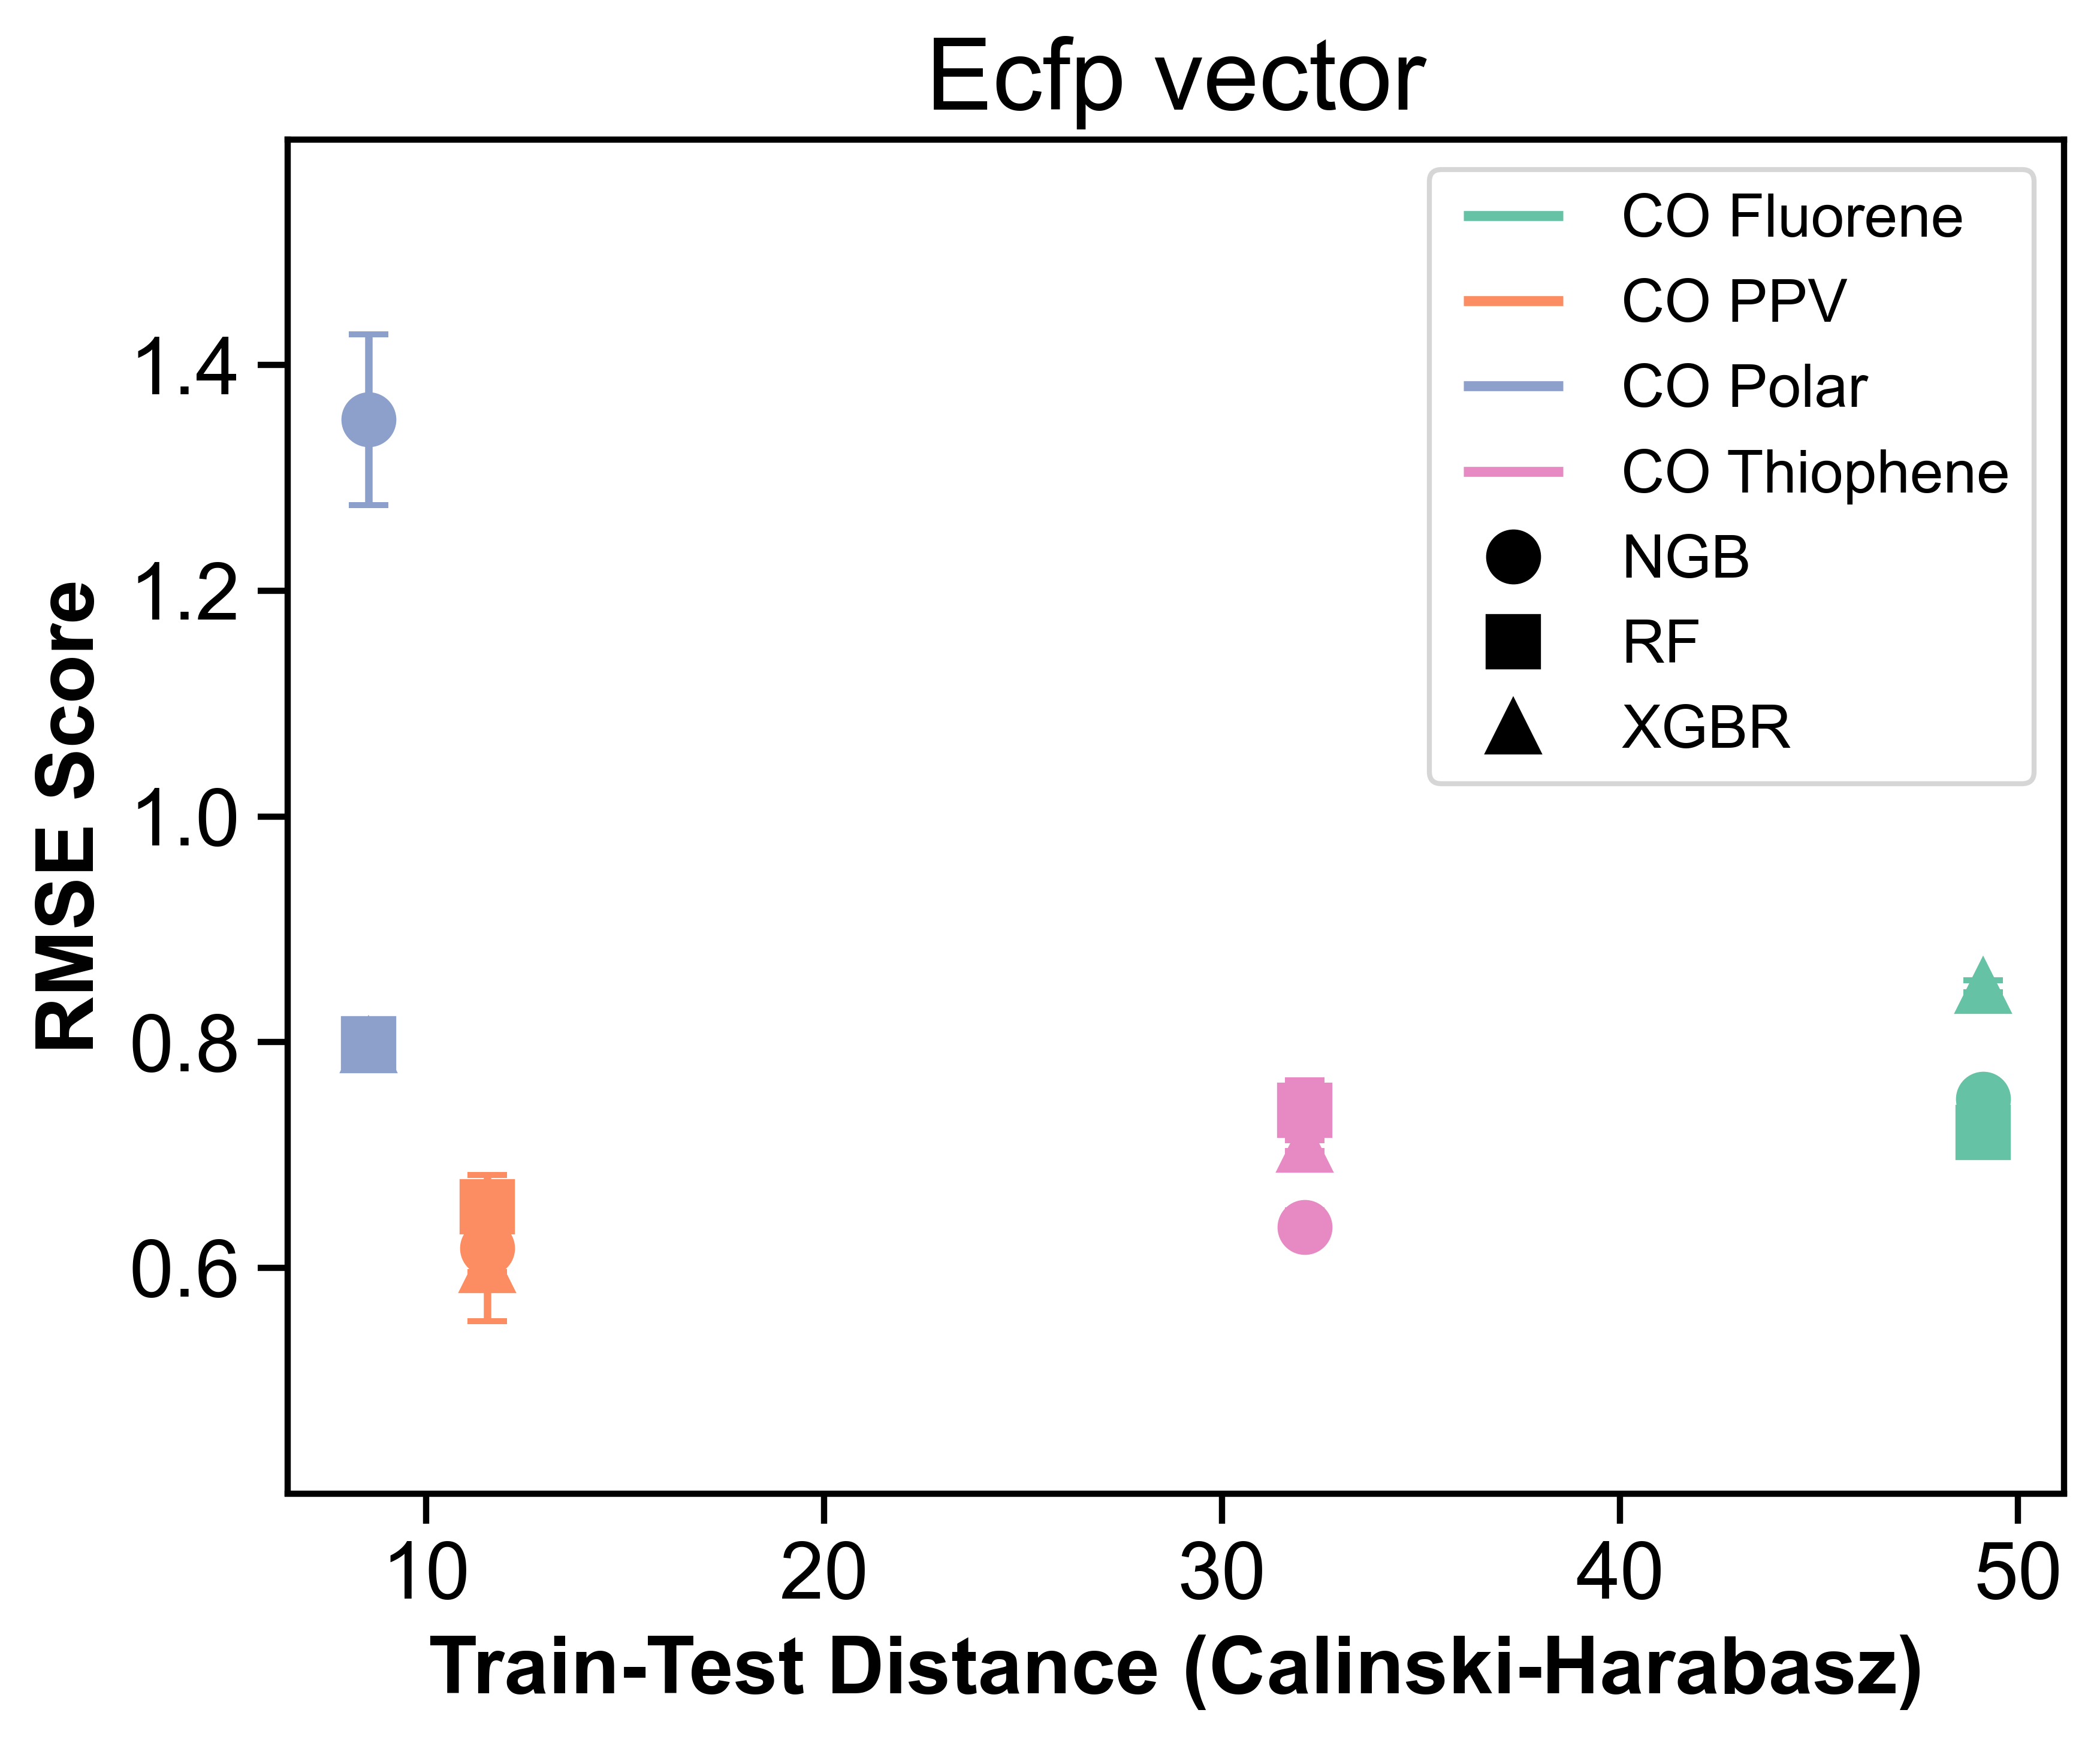 Ecfp vector
CO Fluorene
CO PPV
CO Polar
CO Thiophene
NGB
RF
XGBR
RMSE Score
1.4
1.2
1.0
0.8
0.6
10 20 30 40 50
Train-Test Distance (Calinski-Harabasz)